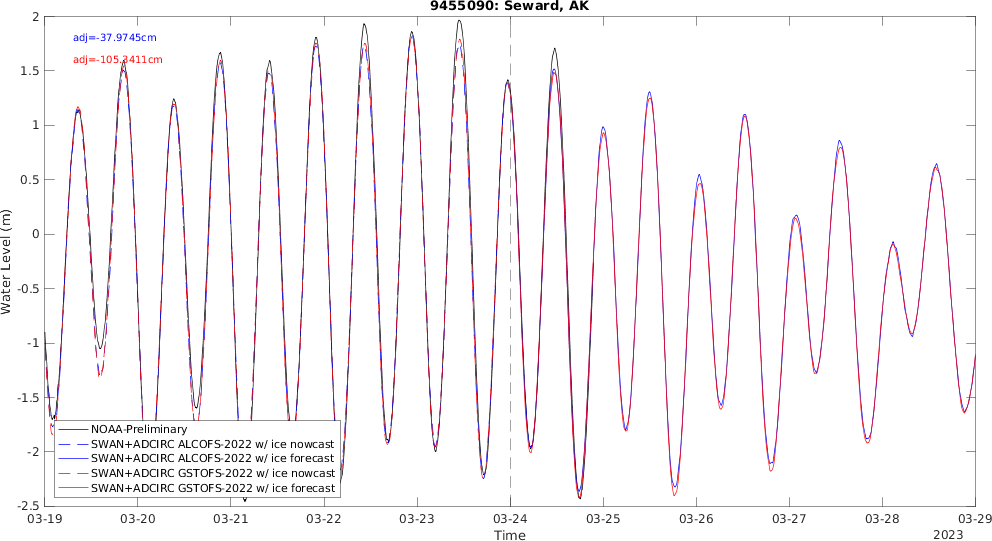 9455090: Seward, AK
adj=-37.9745cm
adj=-105.3411cm
Water Level (m)
2
1.5
1
0.5
0
-0.5
-1
-1.5
-2
-2.5
NOAA-Preliminary
SWAN+ADCIRC ALCOFS-2022 w/ ice nowcast
SWAN+ADCIRC ALCOFS-2022 w/ ice forecast
SWAN+ADCIRC GSTOFS-2022 w/ ice nowcast
SWAN+ADCIRC GSTOFS-2022 w/ ice forecast
03-19 03-20 03-21 03-22 03-23 03-24 03-25 03-26 03-27 03-28 03-29
Time
2023